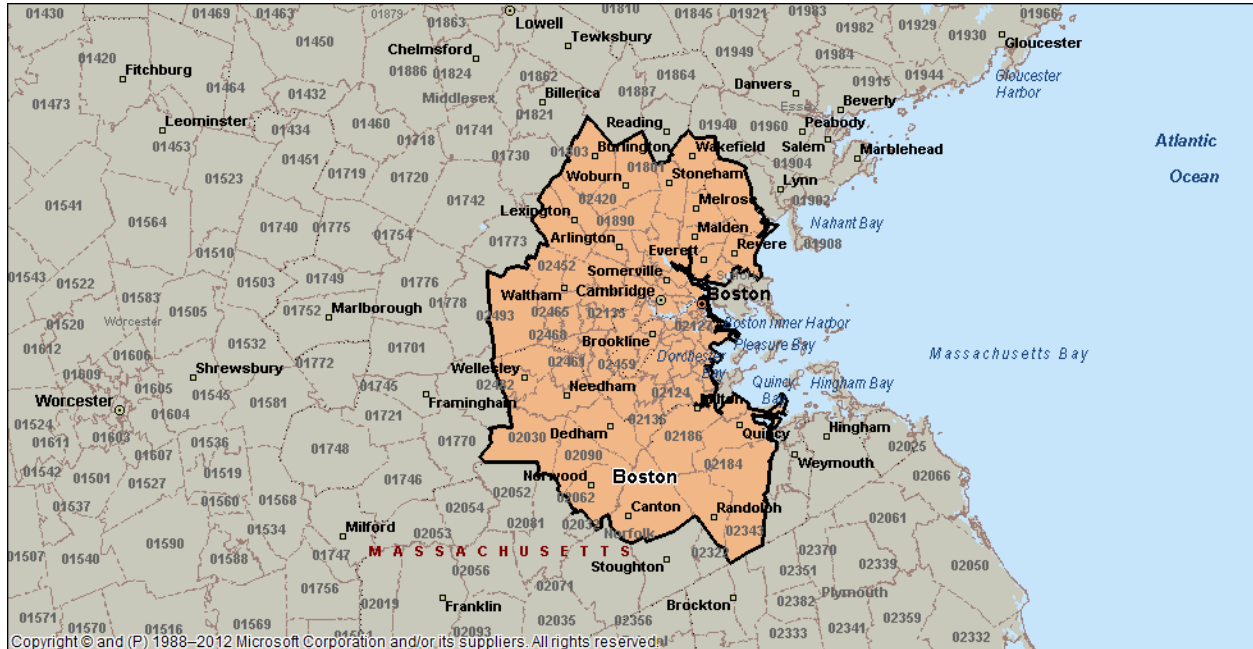 01430
01469
01463
01879
01863
Lowell
01810
01845
01921
01983
01982
01929
01930
01966
Gloucester
Gloucester
Harbor
01420
01450
Chelmsford
Tewksbury
01949
01984
Fitchburg
01886
01824
01862
01864
Danvers
01915
01944
01473
01464
01432
Middlesex
Billerica
01887
Essex
Beverly
Leominster
01460
01821
Reading
01940
01960
Peabody
01453
01434
01718
01741
Salem
Marblehead
Atlantic
Ocean
01451
01730
01803
Burlington
Wakefield
01801
01904
01523
01719
01720
Woburn
Stoneham
Lynn
01541
01742
02420
01902
01564
01740
01775
01754
Lexington
01890
Melrose
Nahant Bay
01510
01773
Arlington
Malden
01908
Everett
Revere
01543
01522
01503
01749
01776
02452
Somerville
Boston
01583
01752
Marlborough
01778
Waltham
Cambridge
01505
02493
02465
02135
02127
Boston Inner Harbor
01520
Worcester
01532
02468
Brookline
Pleasure Bay
Massachusetts Bay
01612
01606
01701
01772
02461
02459
Dorchester
Bay
01609
Shrewsbury
Wellesley
Quincy
Bay
Hingham Bay
01605
01545
01745
02482
Needham
02124
Worcester
01581
Framingham
Milton
01604
01721
01524
01611
01603
01536
01748
01770
02030
Dedham
02136
02186
Quincy
Hingham
02025
01607
02090
Weymouth
01542
01501
01527
01519
01746
Norwood
Boston
02184
02066
01537
01560
01568
02054
02052
02062
Canton
Randolph
02061
01534
Milford
02053
02081
Norfolk
02343
01507
01540
01590
01588
01747
MASSACHUSETTS
Stoughton
02322
02370
02339
02050
02056
02351
01756
02071
Plymouth
02019
Franklin
Brockton
02382
01571
01570
01516
01569
02093
02035
02356
02333
02341
02359
02332
Copyright © and (P) 1988–2012 Microsoft Corporation and/or its suppliers. All rights reserved.